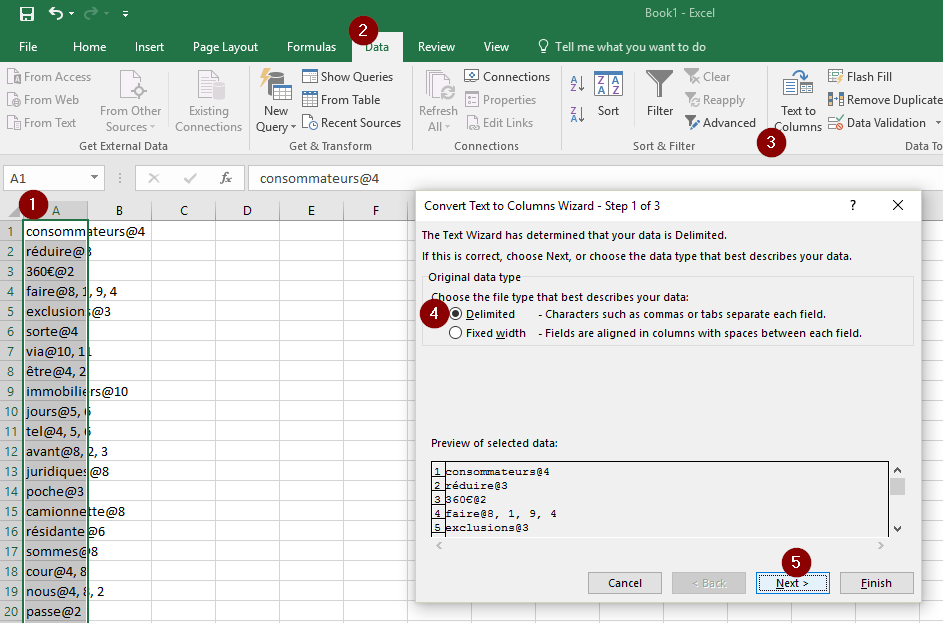 Book1 - Excel
2
File Home Insert Page Layout Formulas Data Review View Tell me what you want to do
From Access
From Web
From Text
From Other Sources
Existing Connections
Get External Data
New Query
Show Queries
From Table
Recent Sources
Get & Transform
Refresh All
Connections
Properties
Edit Links
Connections
A Z
Z A
Z A A Z
Sort
Filter
Clear
Reapply
Advanced
Sort & Filter
Text to Columns
3
Flash Fill
Remove Duplicate
Data Validation
Data To
A1 fx consommateurs@4
1
A B C D E F
1 consommateurs@4
2 réduire@3
3 360€@2
4 faire@8, 1, 9, 4
5 exclusions@3
6 sorte@4
7 via@10, 11
8 être@4, 2
9 immobiliers@10
10 jours@5, 6
11 tel@4, 5, 6
12 avant@8, 2, 3
13 juridiques@8
14 poche@3
15 camionnette@8
16 résidante@6
17 sommes@8
18 cour@4, 8
19 nous@4, 8, 2
20 passe@2
Convert Text to Columns Wizard - Step 1 of 3 ?
The Text Wizard has determined that your data is Delimited.
If this is correct, choose Next, or choose the data type that best describes your data.
Original data type
Choose the file type that best describes your data:
4 Delimited - Characters such as commas or tabs separate each field.
Fixed width - Fields are aligned in columns with spaces between each field.
Preview of selected data:
1 consommateurs@4
2 réduire@3
3 360€@2
4 faire@8, 1, 9, 4
5 exclusions@3
5
Cancel < Back Next > Finish